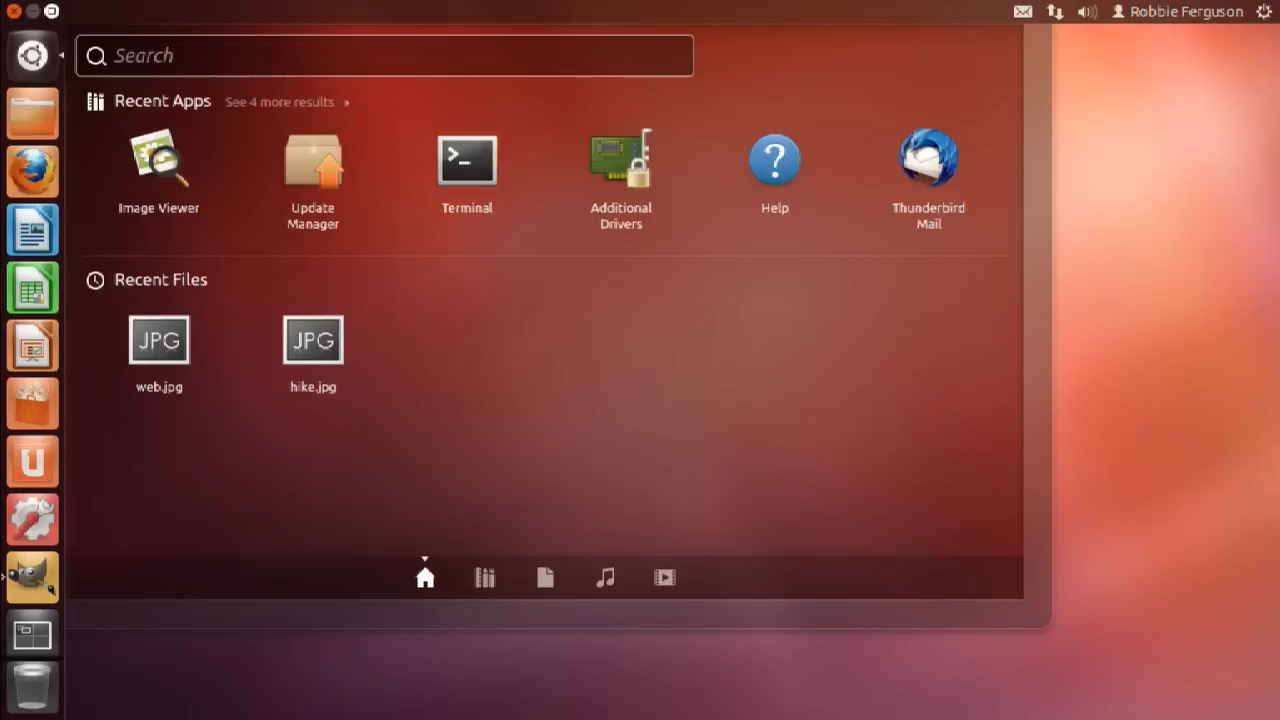 Robbie Ferguson
Search
Recent Apps See 4 more results »
Image Viewer
Update
Manager
Terminal
Additional
Drivers
Help
Thunderbird
Mail
Recent Files
JPG
web.jpg
JPG
hike.jpg